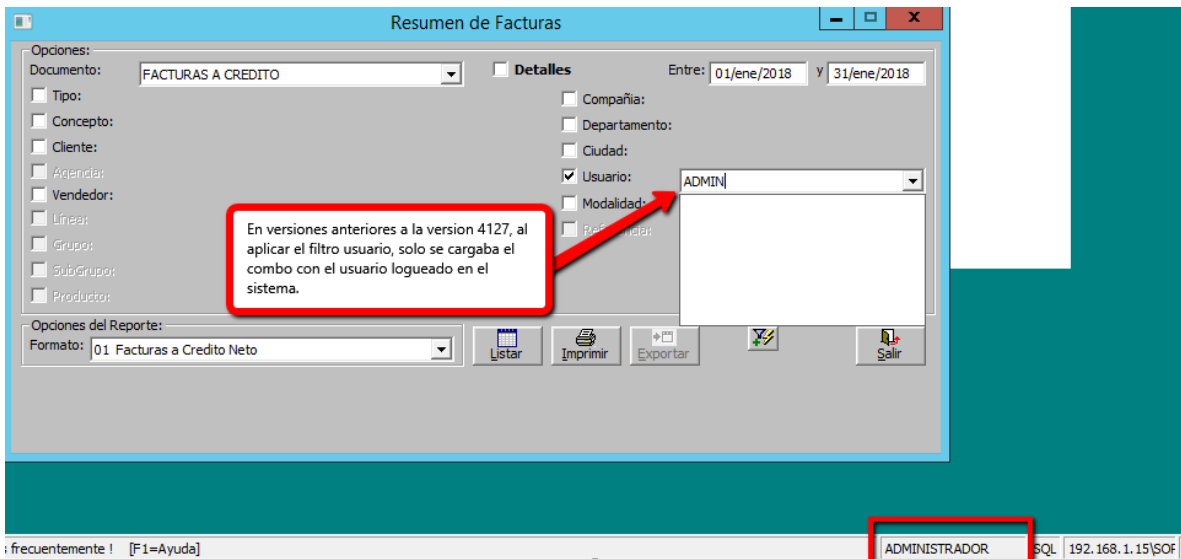 Resumen de Facturas
Opciones:
Documento: FACTURAS A CREDITO Detalles Entre: 01/ene/2018 y 31/ene/2018
Tipo: Compañia:
Concepto: Departamento:
Cliente: Ciudad:
Agencia: Usuario: ADMIN
Vendedor: Modalidad:
Línea:
Grupo:
SubGrupo:
Producto:
En versiones anteriores a la version 4127, al
aplicar el filtro usuario, solo se cargaba el
combo con el usuario logueado en el
sistema.
Opciones del Reporte:
Formato: 01 Facturas a Credito Neto Listar Imprimir Exportar Salir
frecuentemente ! [F1=Ayuda] ADMINISTRADOR SQL 192.168.1.15\SOF